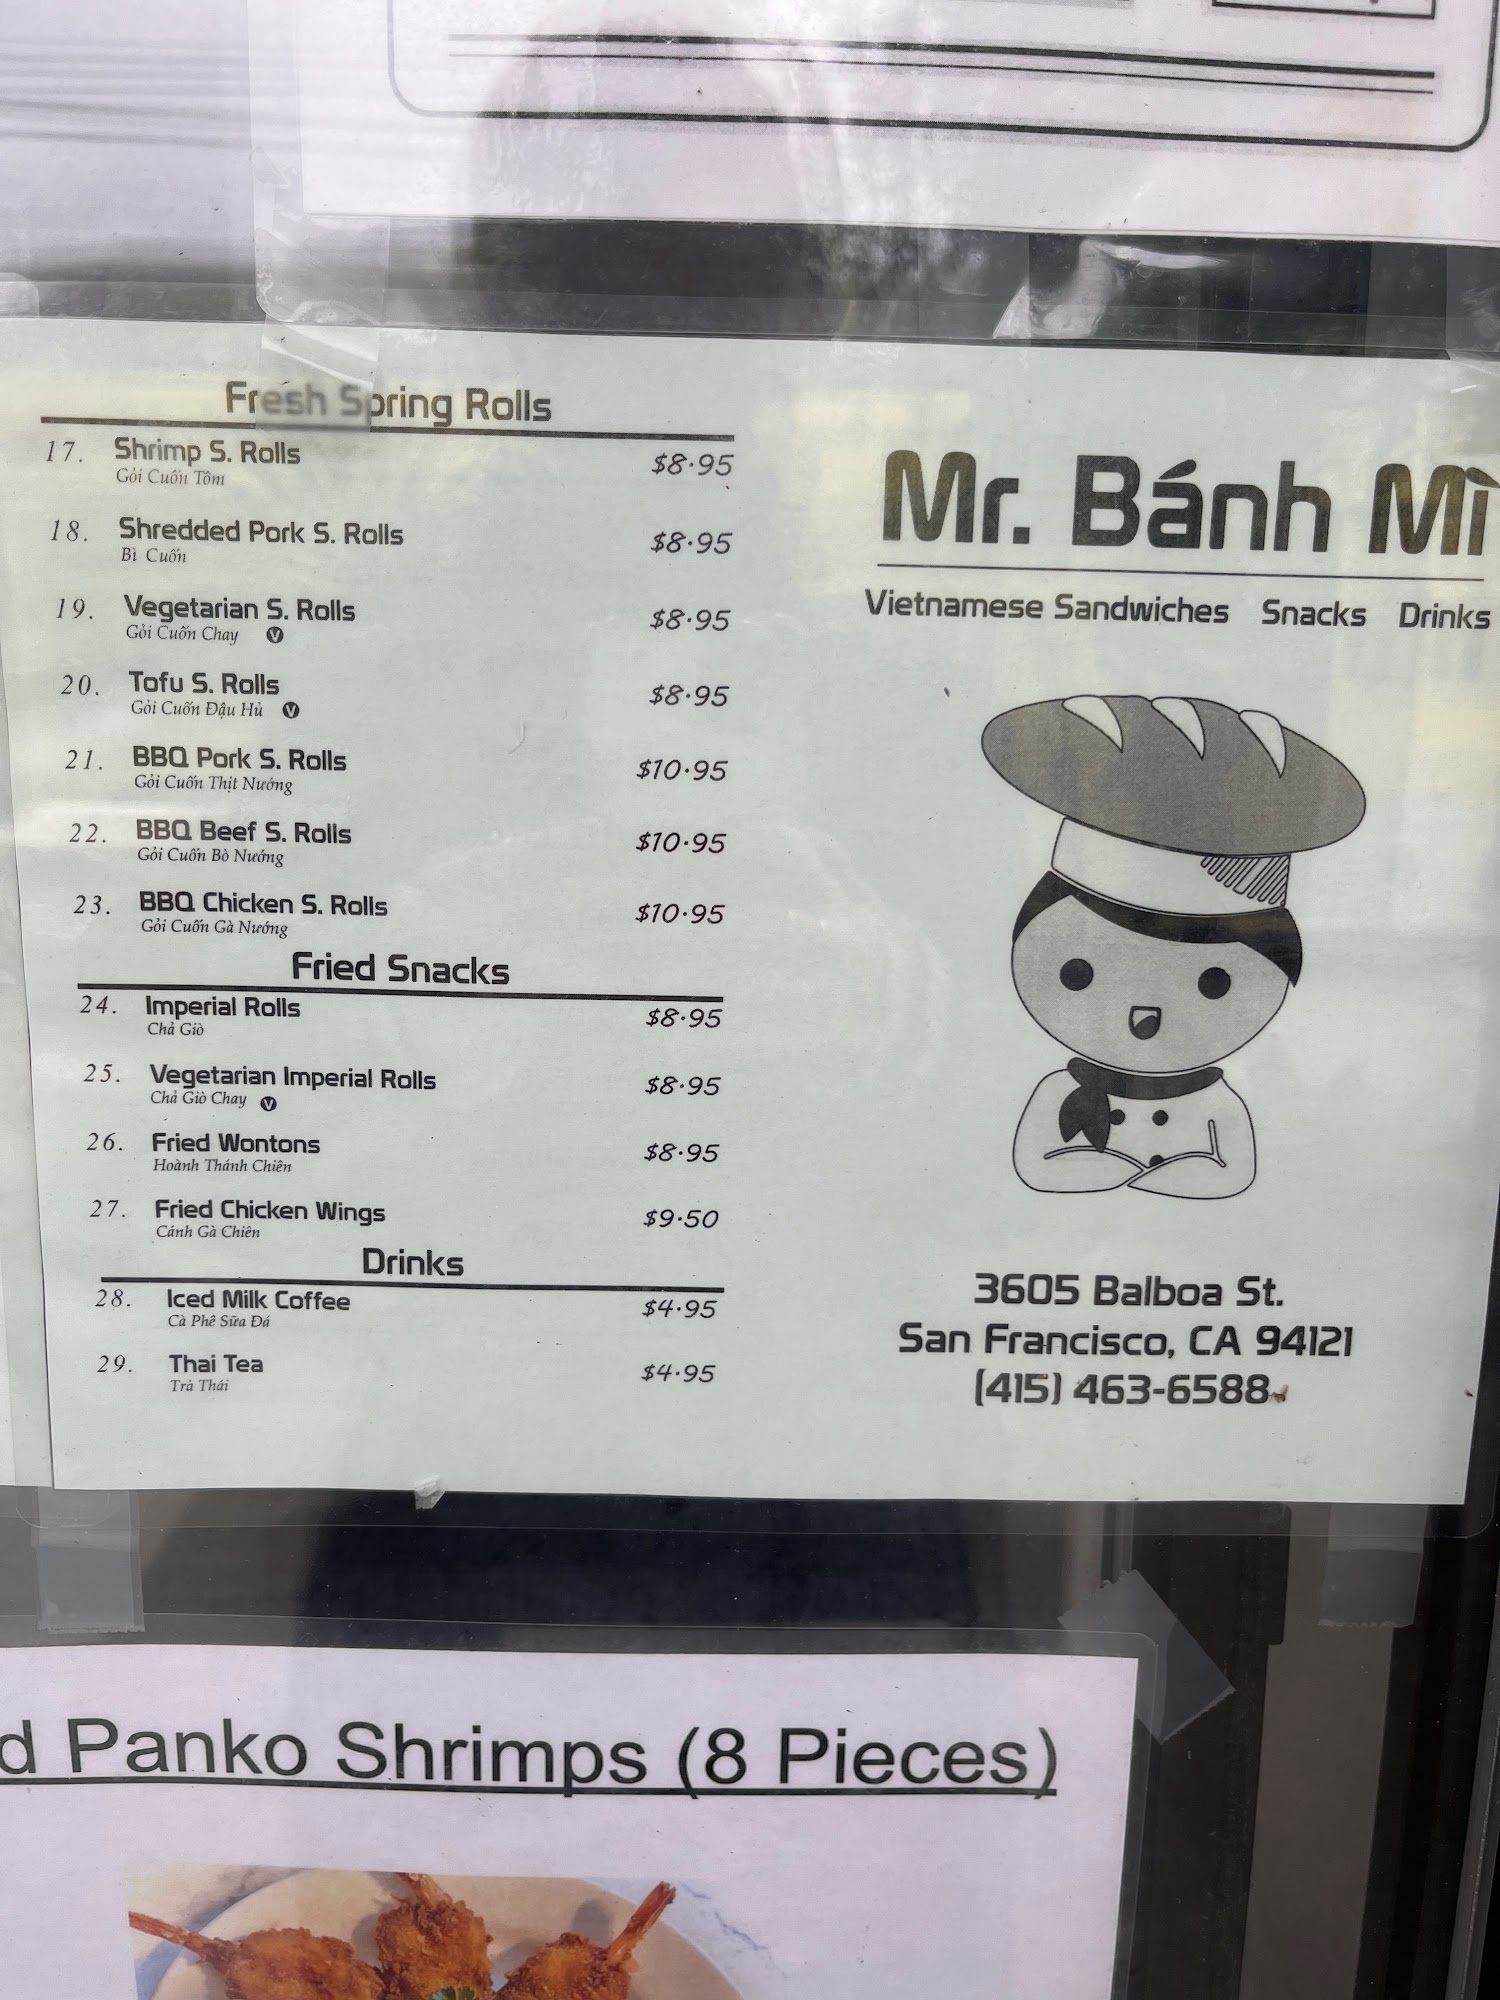 Fresh Spring Rolls
17. Shrimp S. Rolls $8.95
Gỏi Cuốn Tôm
18. Shredded Pork S. Rolls $8.95
Bì Cuốn
19. Vegetarian S. Rolls $8.95
Gỏi Cuốn Chay V
20. Tofu S. Rolls $8.95
Gỏi Cuốn Đậu Hủ V
21. BBQ Pork S. Rolls $10.95
Gỏi Cuốn Thịt Nướng
22. BBQ Beef S. Rolls $10.95
Gỏi Cuốn Bò Nướng
23. BBQ Chicken S. Rolls $10.95
Gỏi Cuốn Gà Nướng
Fried Snacks
24. Imperial Rolls $8.95
Chả Giò
25. Vegetarian Imperial Rolls $8.95
Chả Giò Chay V
26. Fried Wontons $8.95
Hoành Thánh Chiên
27. Fried Chicken Wings $9.50
Cánh Gà Chiên
Drinks
28. Iced Milk Coffee $4.95
Cà Phê Sữa Đá
29. Thai Tea $4.95
Trà Thái
Mr. Bánh Mì
Vietnamese Sandwiches Snacks Drinks
3605 Balboa St.
San Francisco, CA 94121
(415) 463-6588
d Panko Shrimps (8 Pieces)